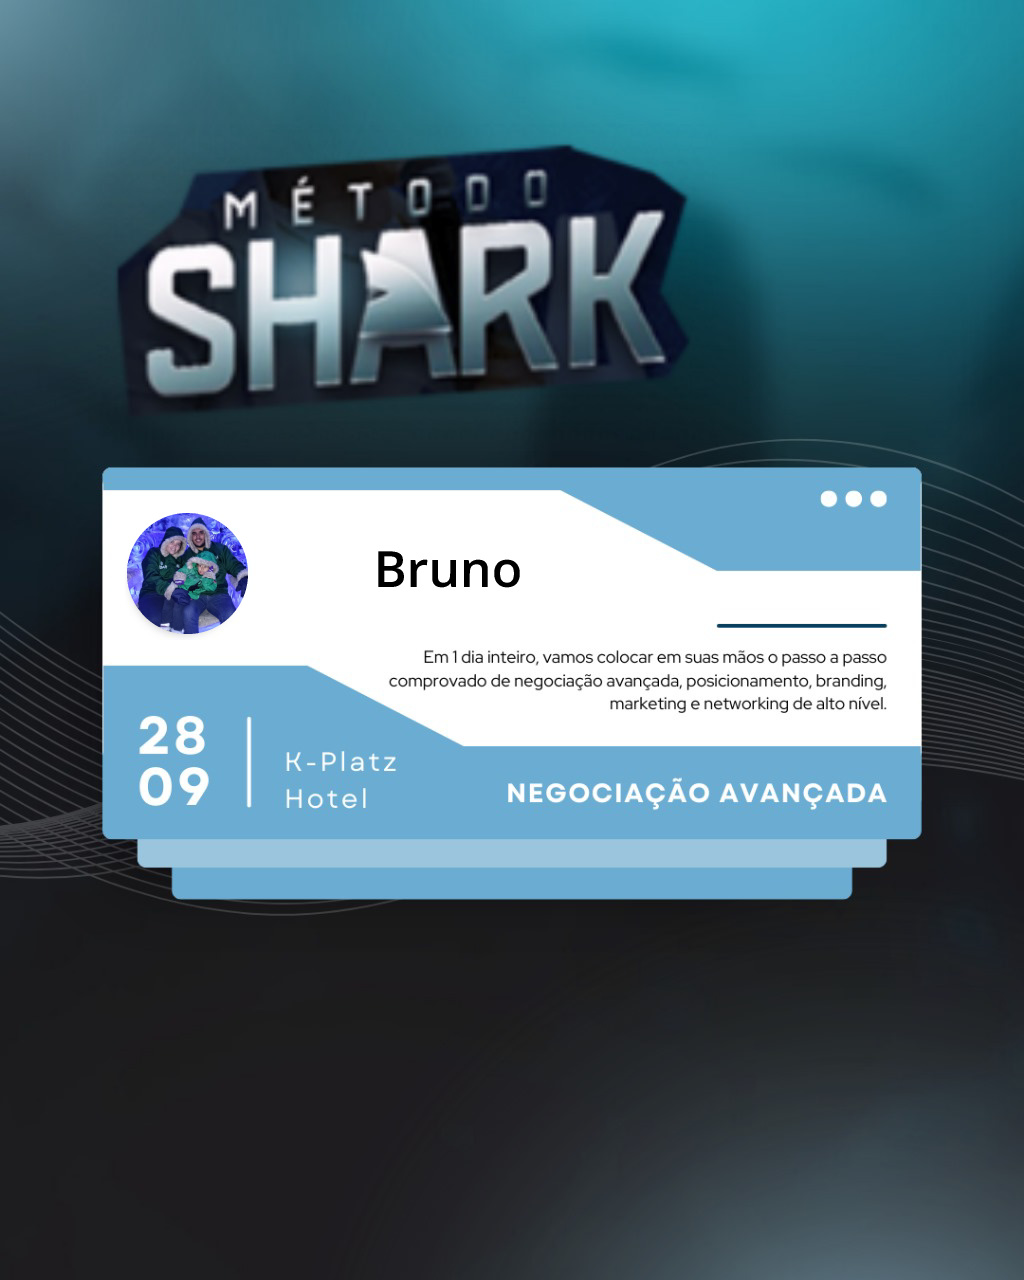 MÉTODO
SHARK
Bruno
Em 1 dia inteiro, vamos colocar em suas mãos o passo a passo
comprovado de negociação avançada, posicionamento, branding,
marketing e networking de alto nível.
28
09
K-Platz
Hotel
NEGOCIAÇÃO AVANÇADA